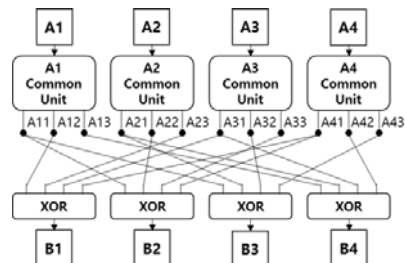 A1 A2 A3 A4
A1 Common Unit A2 Common Unit A3 Common Unit A4 Common Unit
A11 A12 A13 A21 A22 A23 A31 A32 A33 A41 A42 A43
XOR XOR XOR XOR
B1 B2 B3 B4